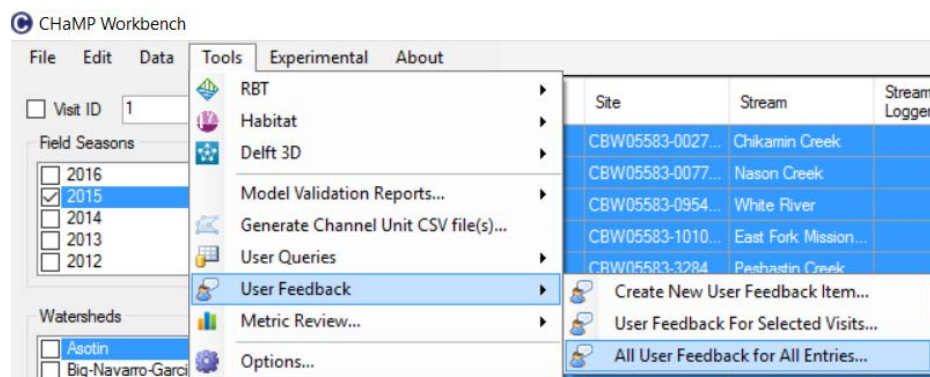 CHaMP Workbench
File Edit Data Tools Experimental About
Visit ID 1
Field Seasons
2016
2015
2014
2013
2012
Watersheds
Asotin
Big-Navarro-Garci
RBT
Habitat
Delft 3D
Model Validation Reports...
Generate Channel Unit CSV file(s)...
User Queries
User Feedback
Metric Review...
Options...
Create New User Feedback Item...
User Feedback For Selected Visits...
All User Feedback for All Entries...
Site Stream Stream
Logger
CBW05583-0027... Chikamin Creek
CBW05583-0077... Nason Creek
CBW05583-0954... White River
CBW05583-1010... East Fork Mission...
CBW05583-3284 Peshastin Creek